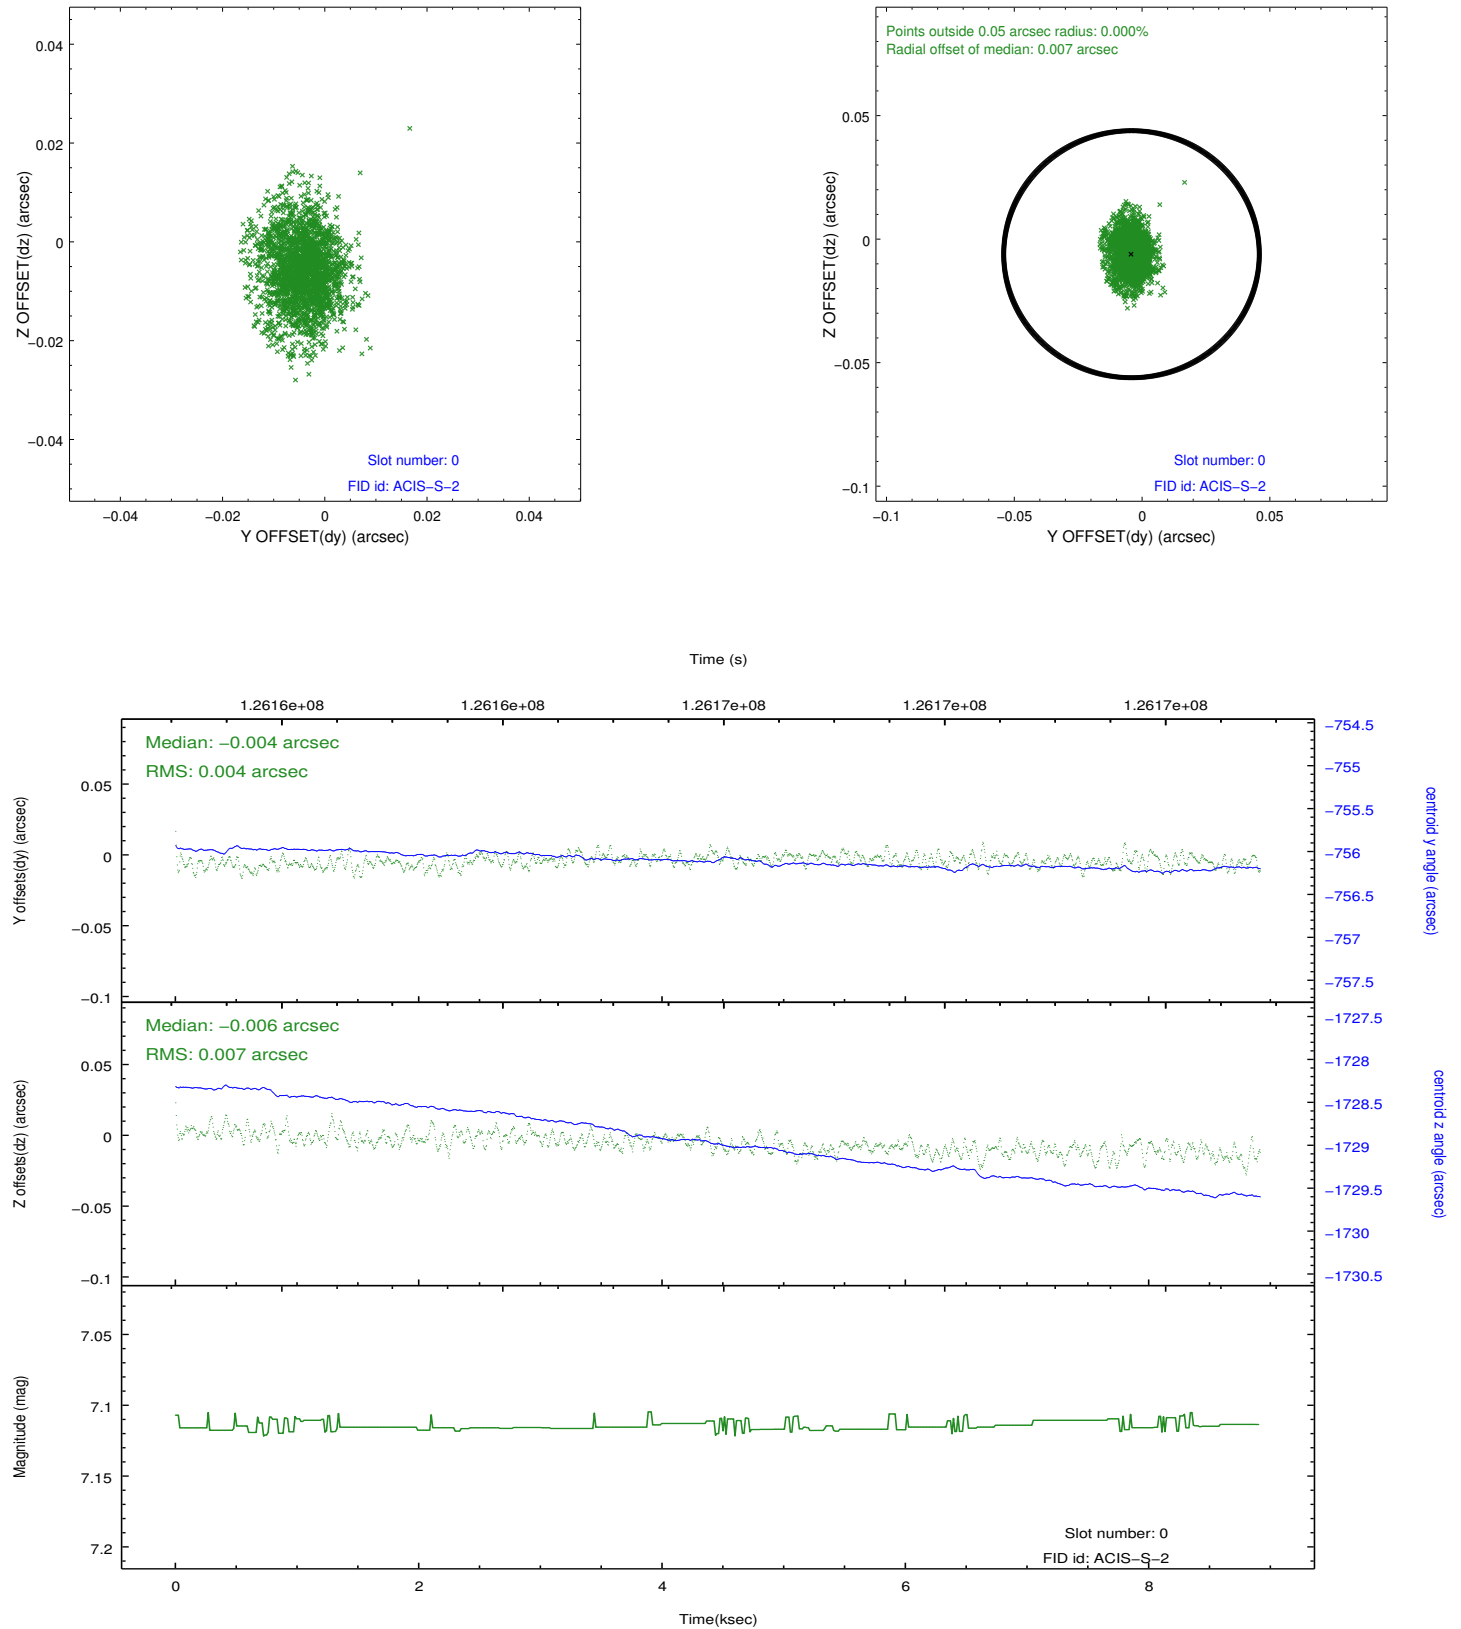 0.04
0.02
0
−0.02
−0.04
Z OFFSET(dz) (arcsec)
Slot number: 0
FID id: ACIS−S−2
−0.04 −0.02 0 0.02 0.04
Y OFFSET(dy) (arcsec)
Points outside 0.05 arcsec radius: 0.000%
Radial offset of median: 0.007 arcsec
0.05
0
−0.05
−0.1
Z OFFSET(dz) (arcsec)
Slot number: 0
FID id: ACIS−S−2
−0.1 −0.05 0 0.05
Y OFFSET(dy) (arcsec)
Time (s)
1.2616e+08 1.2616e+08 1.2617e+08 1.2617e+08 1.2617e+08
Median: −0.004 arcsec
RMS: 0.004 arcsec
0.05
0
−0.05
−0.1
Y offsets(dy) (arcsec)
−754.5
−755
−755.5
−756
−756.5
−757
−757.5
centroid y angle (arcsec)
Median: −0.006 arcsec
RMS: 0.007 arcsec
0.05
0
−0.05
−0.1
Z offsets(dz) (arcsec)
−1727.5
−1728
−1728.5
−1729
−1729.5
−1730
−1730.5
centroid z angle (arcsec)
7.05
7.1
7.15
7.2
Magnitude (mag)
Slot number: 0
FID id: ACIS−S−2
0 2 4 6 8
Time(ksec)